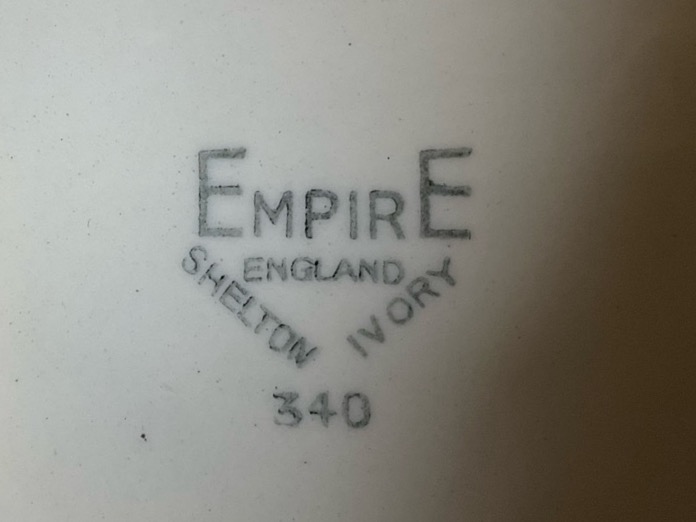 EMPIRE
ENGLAND
SHELTON IVORY
340